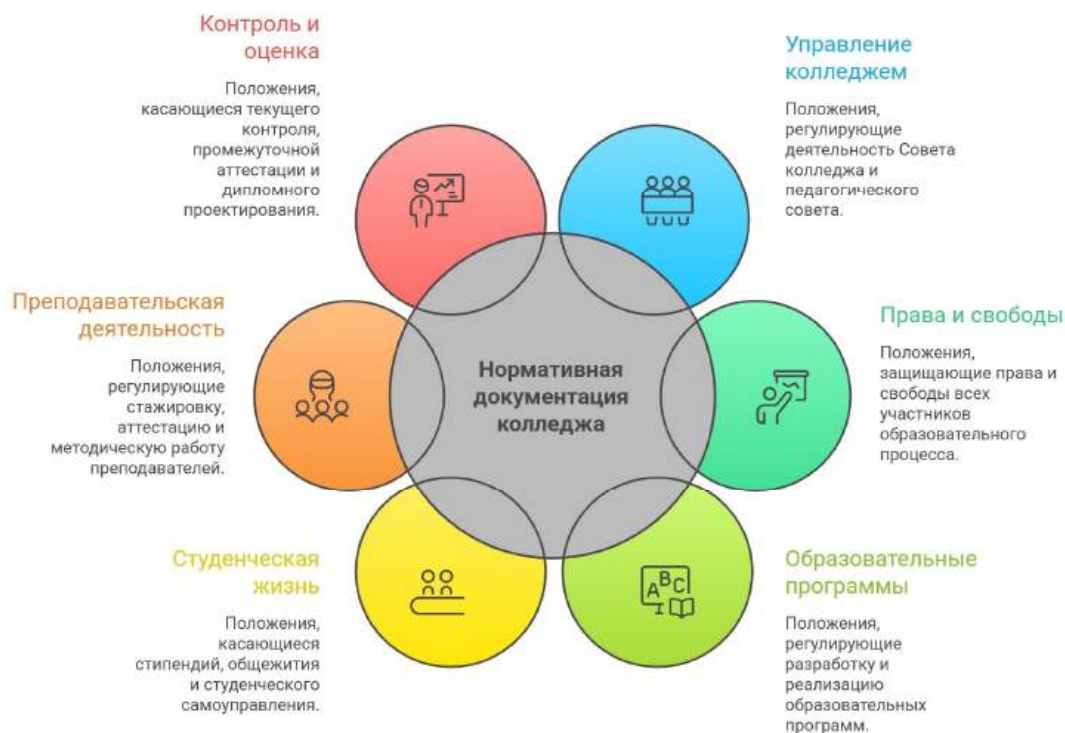 Контроль и
оценка
Положения,
касающиеся текущего
контроля,
промежуточной
аттестации и
дипломного
проектирования.
Управление
колледжем
Положения,
регулирующие
деятельность Совета
колледжа и
педагогического
совета.
Преподавательская
деятельность
Положения,
регулирующие
стажировку,
аттестацию и
методическую работу
преподавателей.
Нормативная
документация
колледжа
Права и свободы
Положения,
защищающие права и
свободы всех
участников
образовательного
процесса.
Студенческая
жизнь
Положения,
касающиеся
стипендий, общежития
и студенческого
самоуправления.
A B C
Образовательные
программы
Положения,
регулирующие
разработку и
реализацию
образовательных
программ.